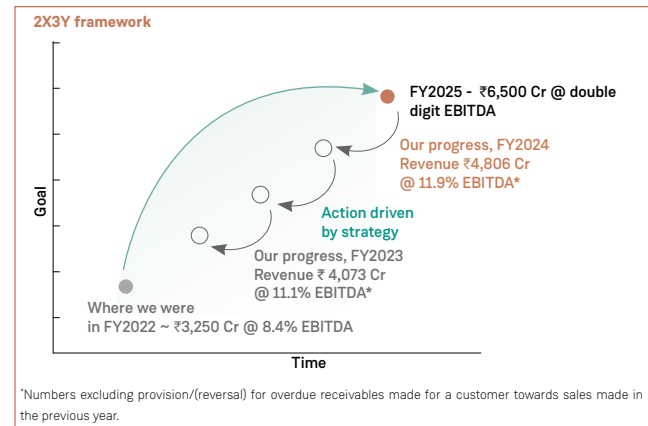 2X3Y framework
FY2025 - ₹6,500 Cr @ double
digit EBITDA
Our progress, FY2024
Revenue ₹4,806 Cr
@ 11.9% EBITDA*
Action driven
by strategy
Our progress, FY2023
Revenue ₹ 4,073 Cr
@ 11.1% EBITDA*
Where we were
in FY2022 ~ ₹3,250 Cr @ 8.4% EBITDA
Goal
Time
*Numbers excluding provision/(reversal) for overdue receivables made for a customer towards sales made in
the previous year.